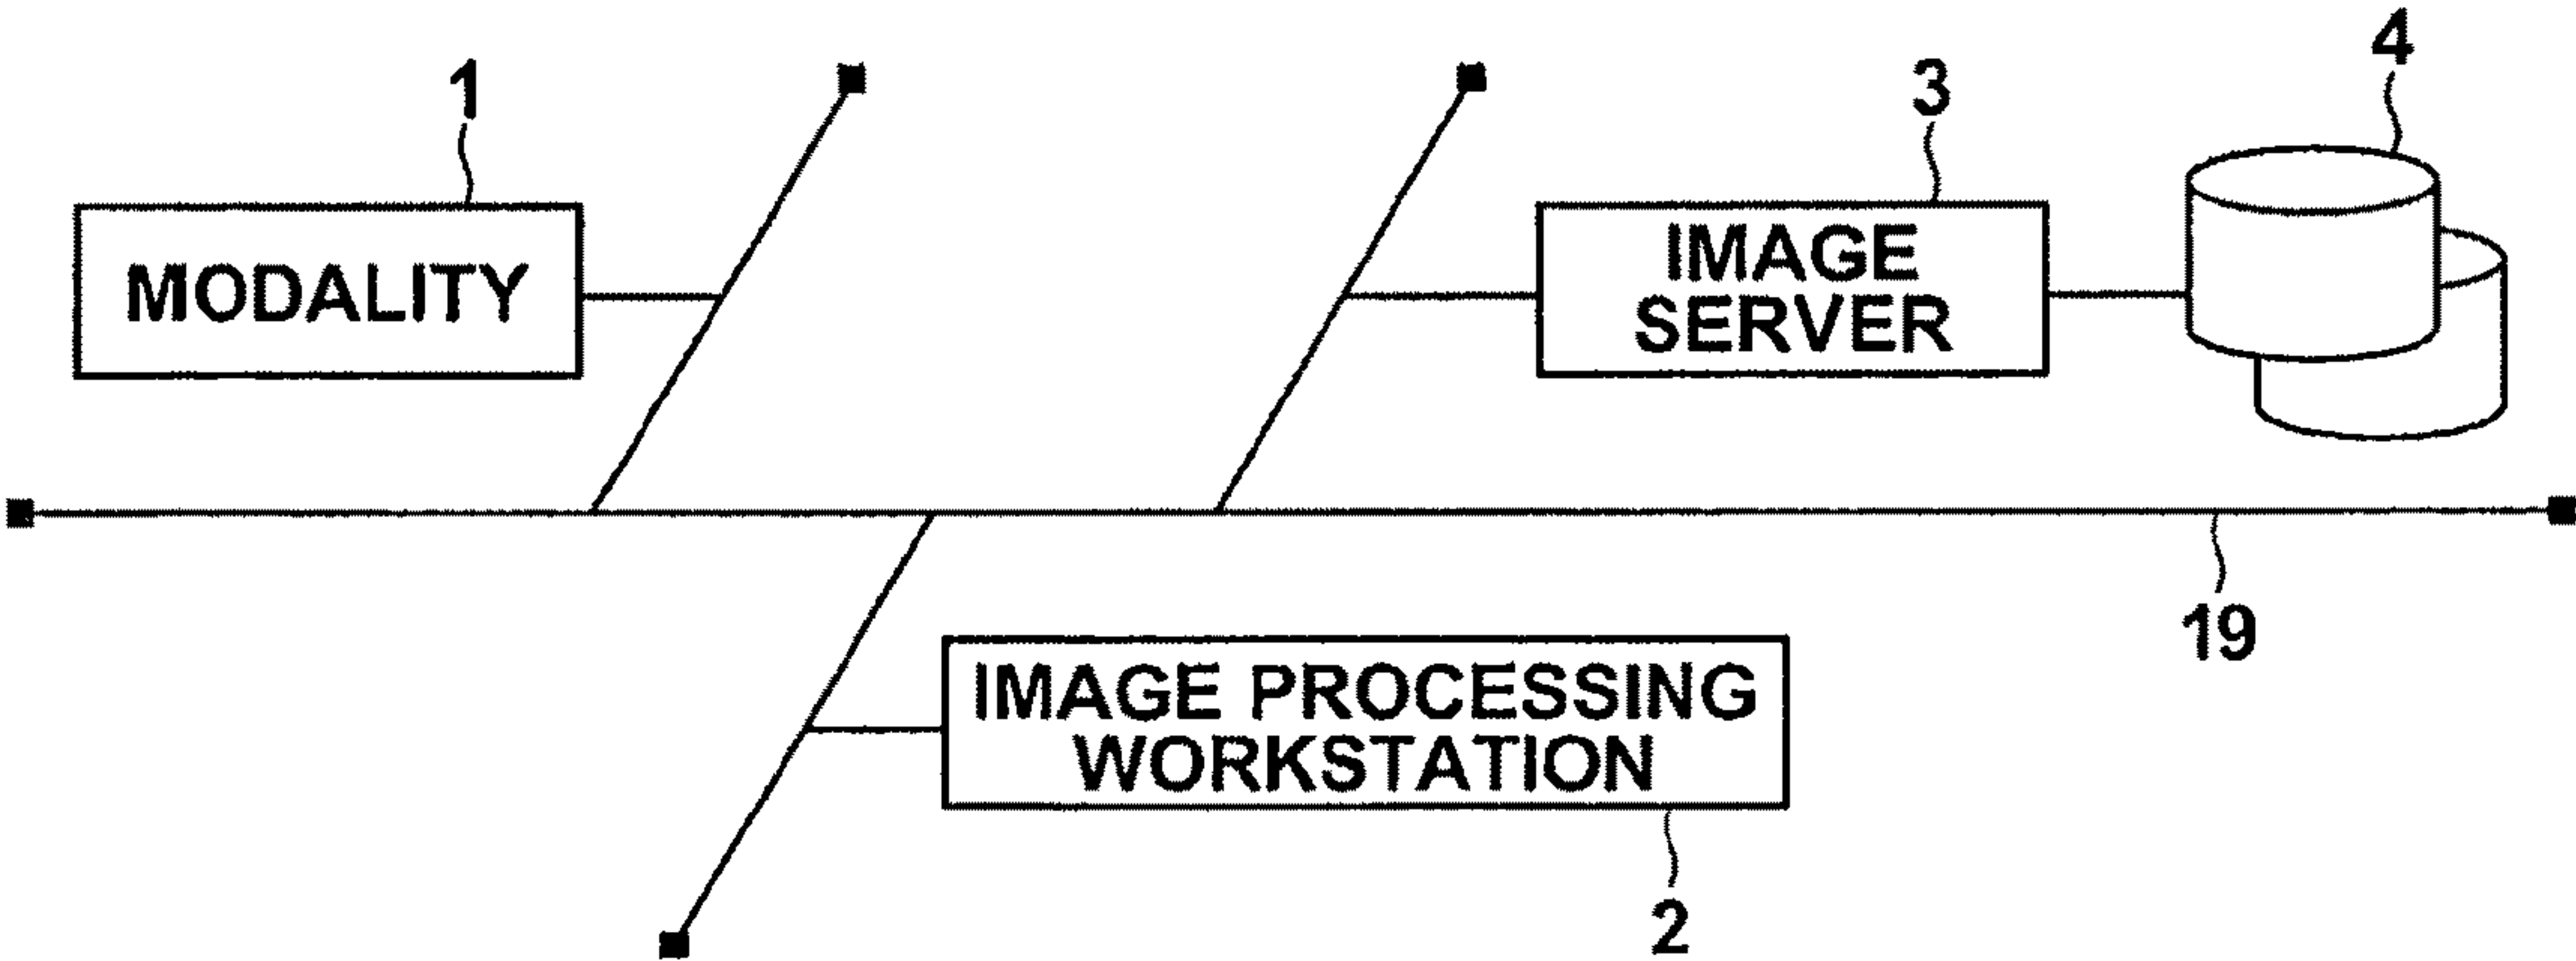 1
3
4
MODALITY
IMAGE
SERVER
19
IMAGE PROCESSING
WORKSTATION
2